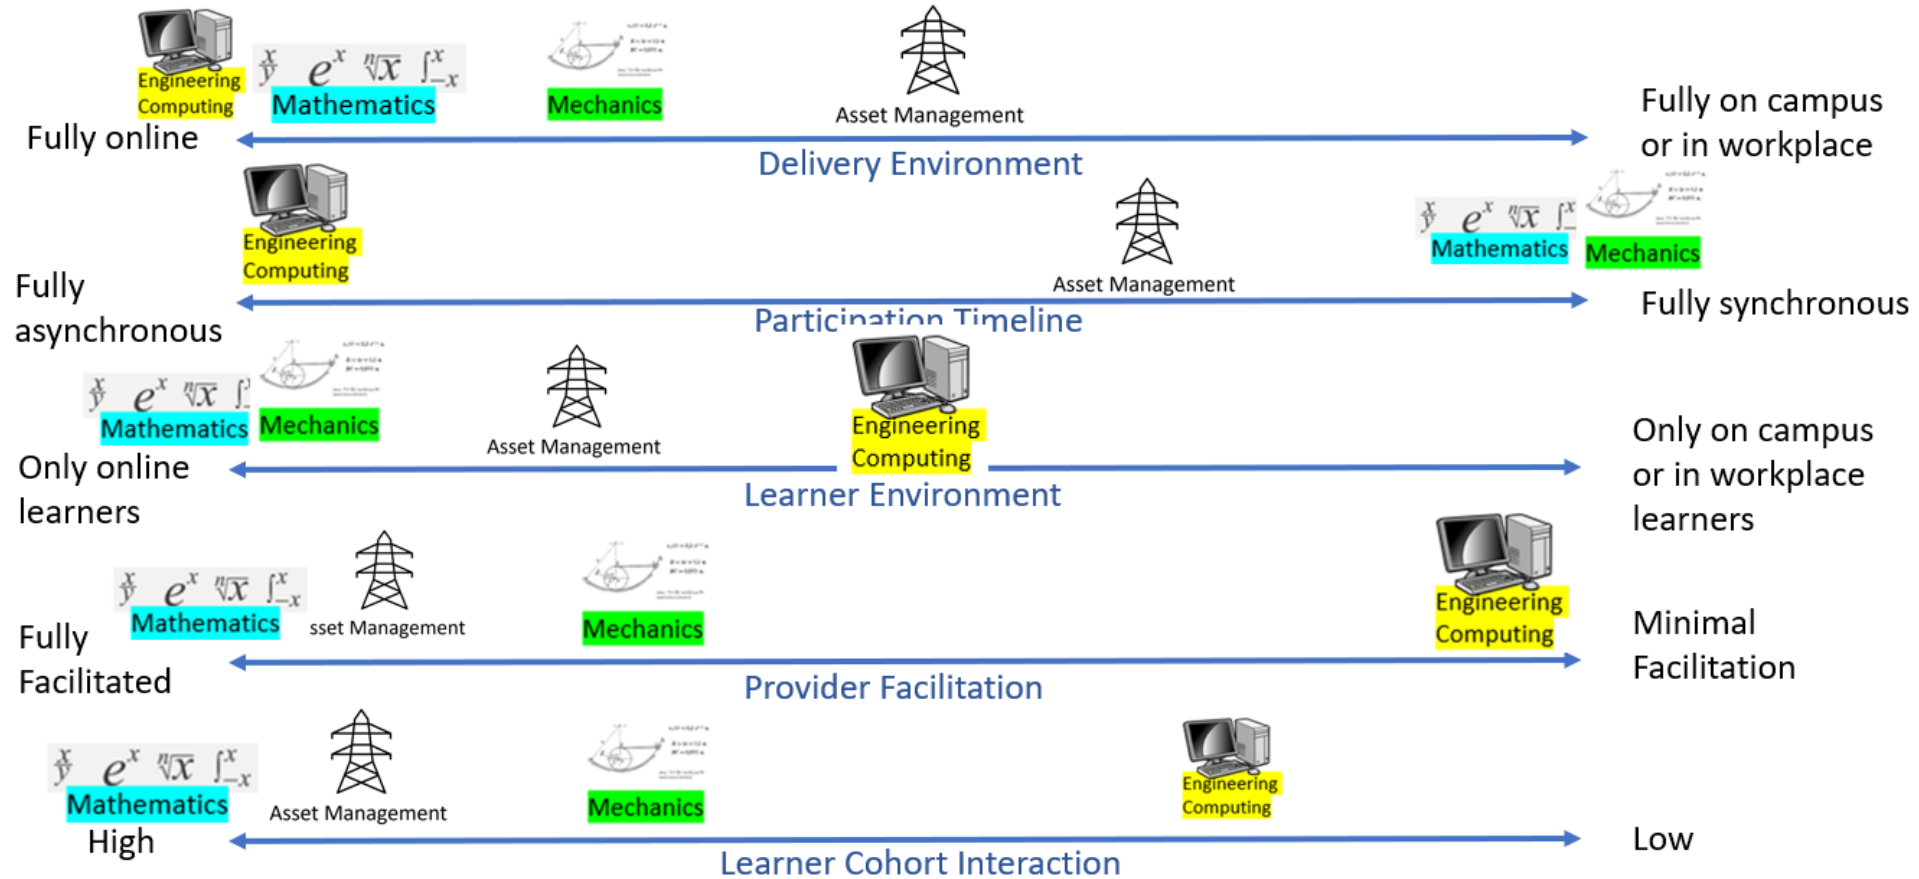 Engineering
Computing
x/y e^x ⁿ√x ∫_{-x}^x
Mathematics
Mechanics
Asset Management
Fully online
Fully on campus
or in workplace
Delivery Environment
Engineering
Computing
Asset Management
x/y e^x ⁿ√x
Mathematics
Mechanics
Fully
asynchronous
Fully synchronous
Participation Timeline
x/y e^x ⁿ√x
Mathematics
Mechanics
Asset Management
Engineering
Computing
Only online
learners
Only on campus
or in workplace
learners
Learner Environment
x/y e^x ⁿ√x ∫_{-x}^x
Mathematics
sset Management
Mechanics
Engineering
Computing
Fully
Facilitated
Minimal
Facilitation
Provider Facilitation
x/y e^x ⁿ√x ∫_{-x}^x
Mathematics
Asset Management
Mechanics
Engineering
Computing
High
Low
Learner Cohort Interaction